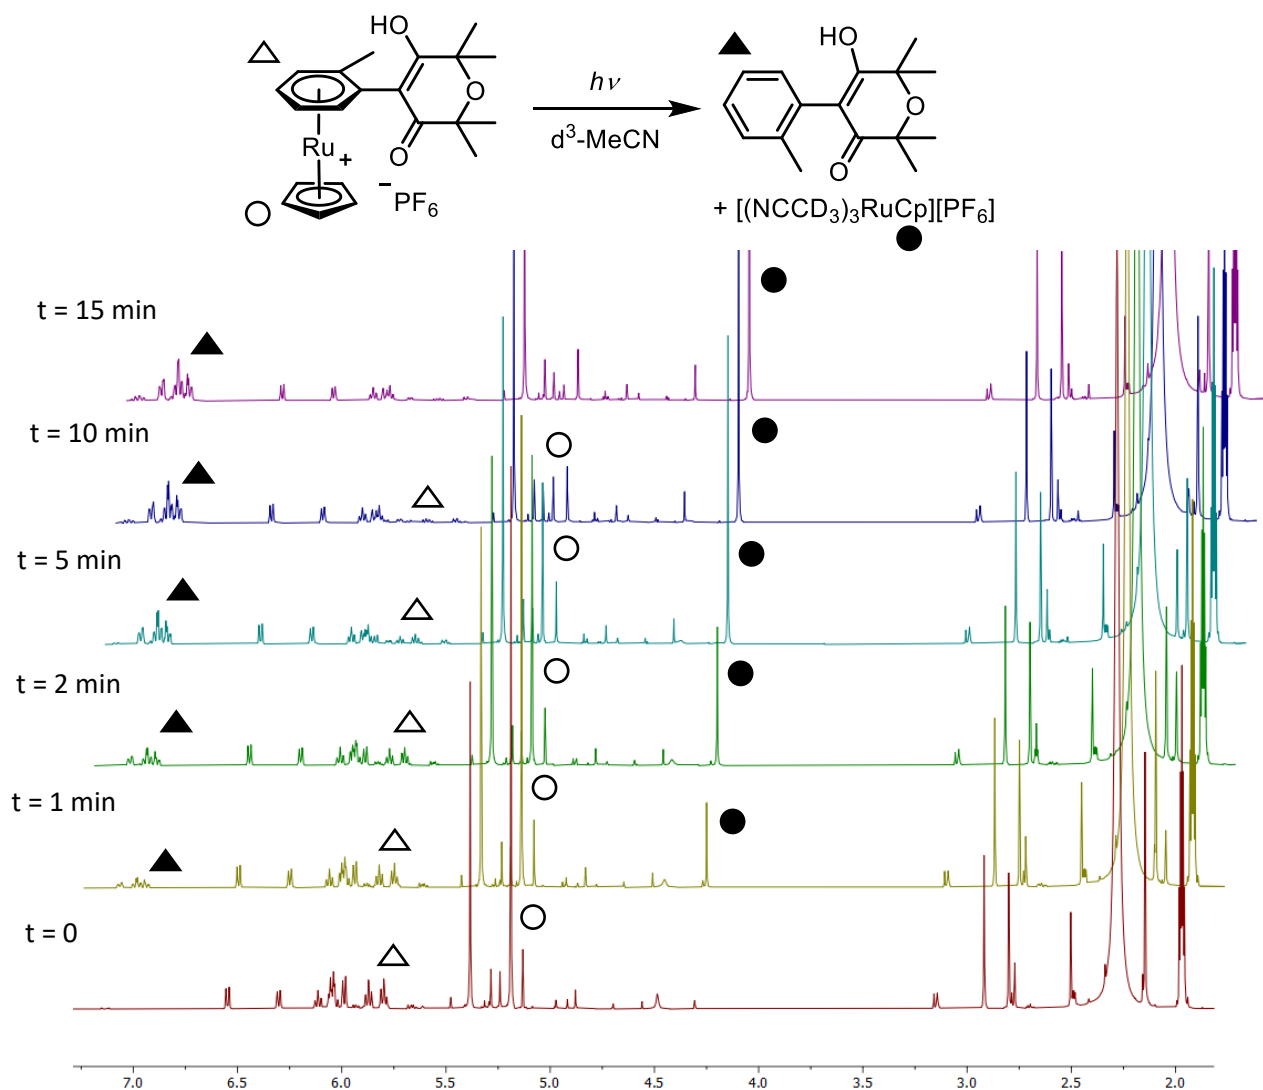 HO
O
O
Ru
+
−
PF6
hν
d3-MeCN
HO
O
O
+ [(NCCD3)3RuCp][PF6]
t = 15 min
t = 10 min
t = 5 min
t = 2 min
t = 1 min
t = 0
7.0 6.5 6.0 5.5 5.0 4.5 4.0 3.5 3.0 2.5 2.0